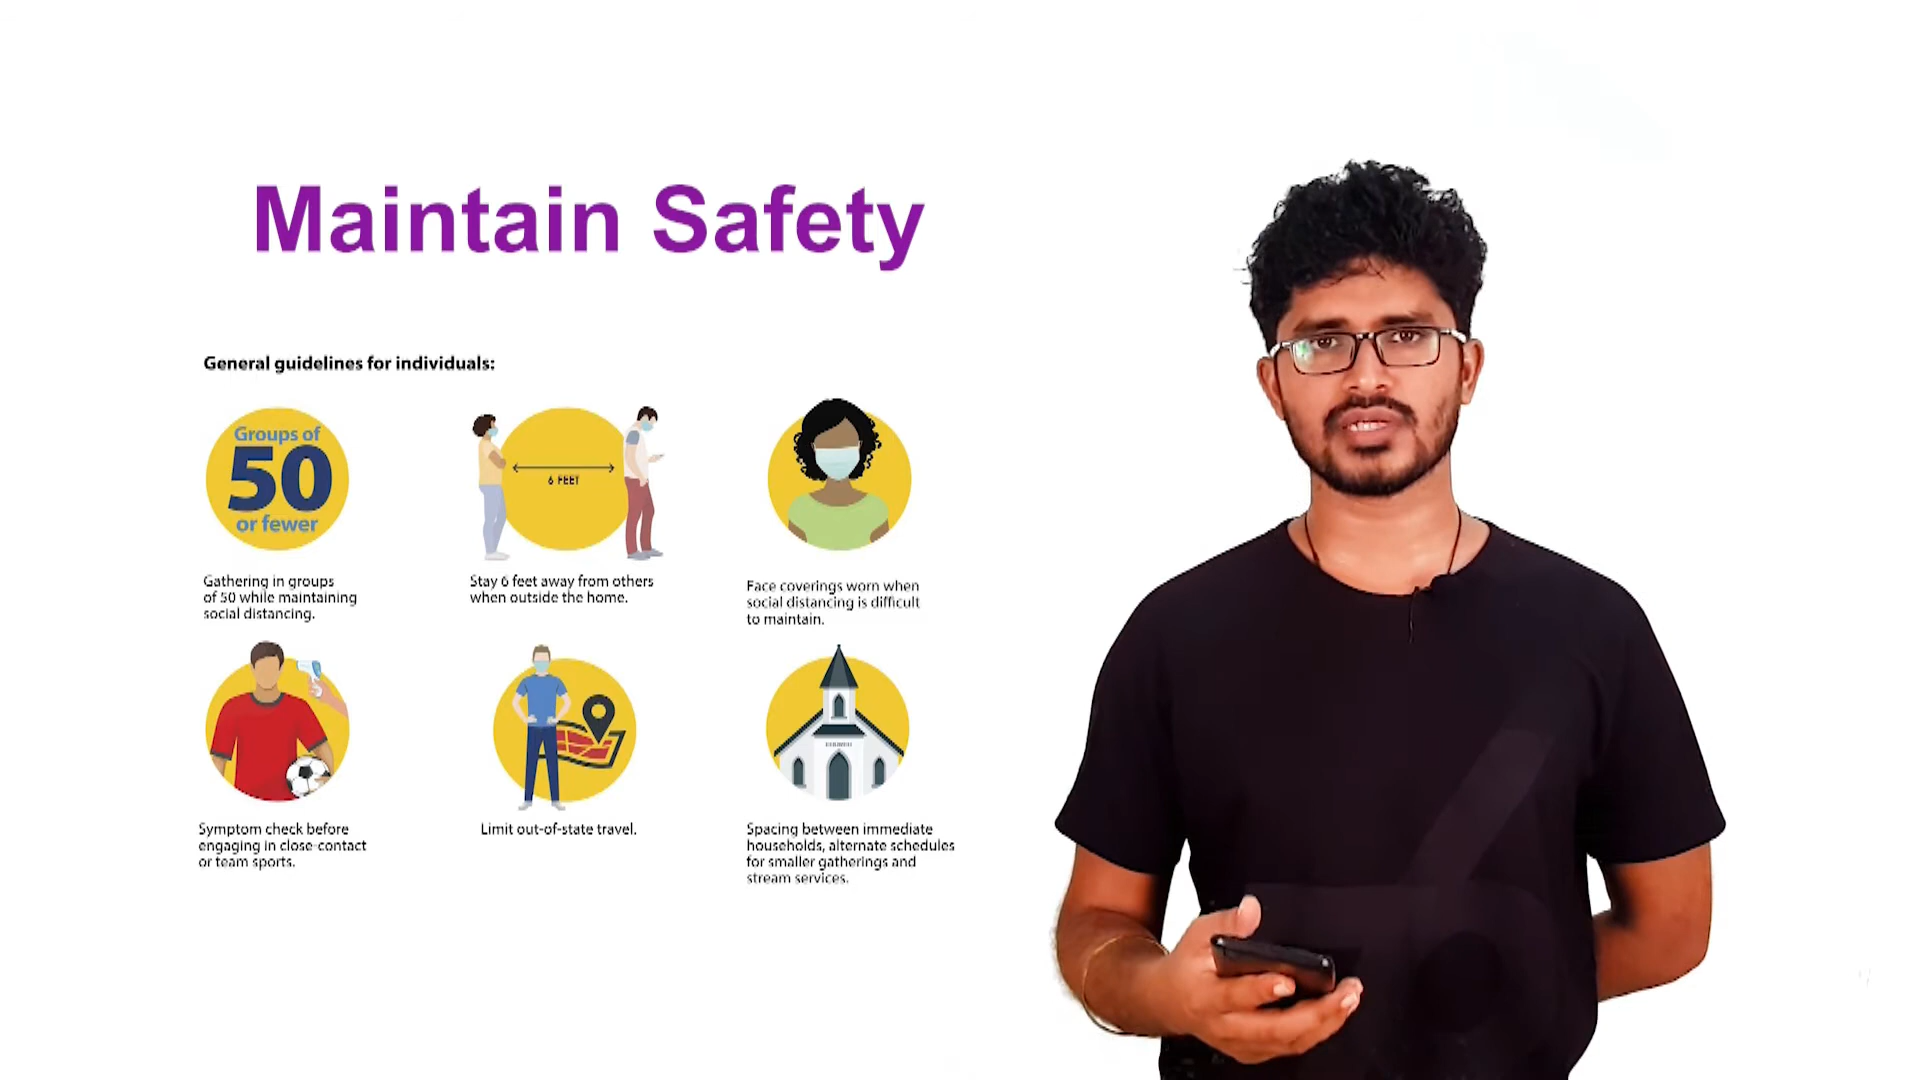 Maintain Safety
General guidelines for individuals:
Groups of
50
or fewer
6 FEET
Gathering in groups
of 50 while maintaining
social distancing.
Stay 6 feet away from others
when outside the home.
Face coverings worn when
social distancing is difficult
to maintain.
Symptom check before
engaging in close-contact
or team sports.
Limit out-of-state travel.
Spacing between immediate
households, alternate schedules
for smaller gatherings and
stream services.